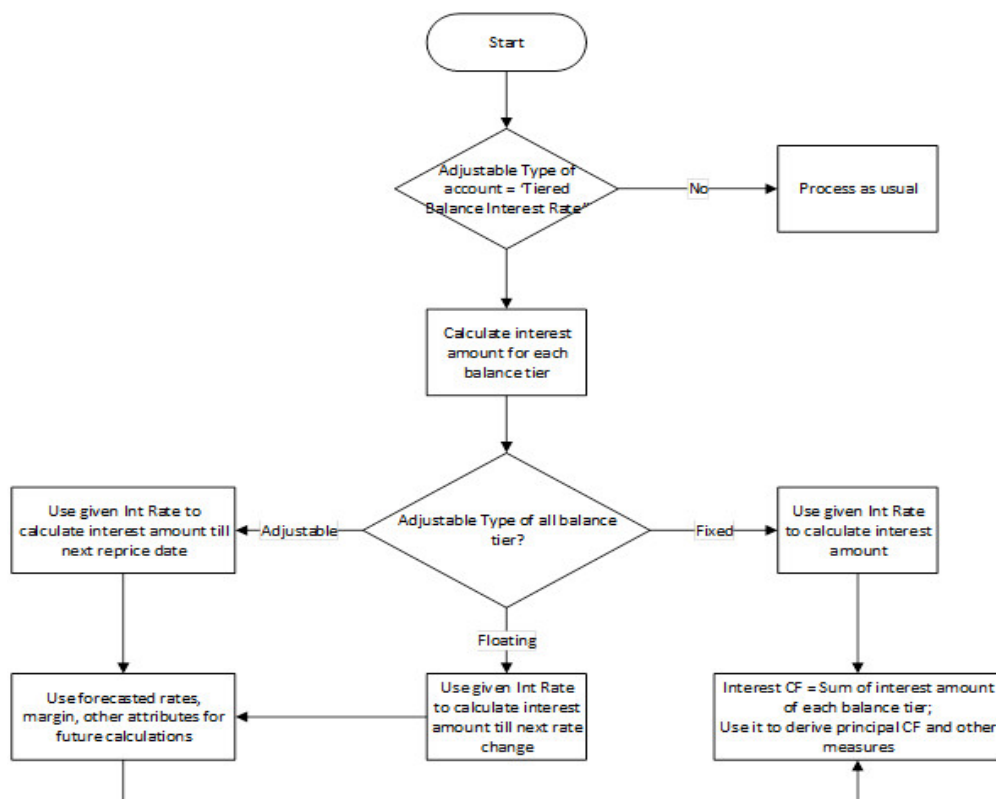 Start
Adjustable Type of
account = ‘Tiered
Balance Interest Rate’’
No
Process as usual
Calculate interest
amount for each
balance tier
Use given Int Rate to
calculate interest amount till
next reprice date
Adjustable
Adjustable Type of all balance
tier?
Fixed
Use given Int Rate
to calculate interest
amount
Floating
Use forecasted rates,
margin, other attributes for
future calculations
Use given Int Rate
to calculate interest
amount till next rate
change
Interest CF = Sum of interest amount
of each balance tier;
Use it to derive principal CF and other
measures